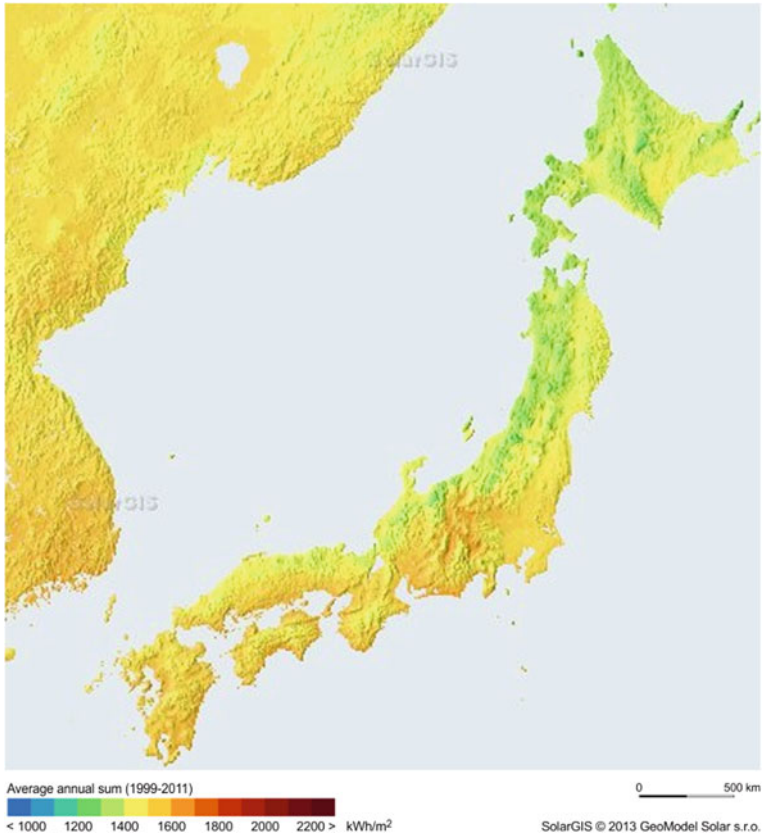 SolarGIS
SolarGIS
Average annual sum (1999-2011)
0 500 km
< 1000 1200 1400 1600 1800 2000 2200 > kWh/m²
SolarGIS © 2013 GeoModel Solar s.r.o.